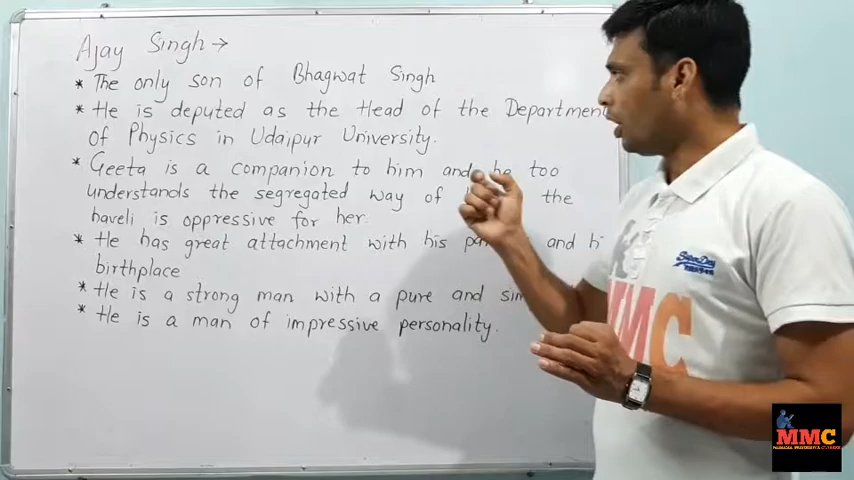 Ajay Singh →
* The only son of Bhagwat Singh
* He is deputed as the Head of the Department
of Physics in Udaipur University.
* Geeta is a companion to him and he too
understands the segregated way of the
haveli is oppressive for her.
* He has great attachment with his and
birthplace
* He is a strong man with a pure and
* He is a man of impressive personality.
MMC
MMC